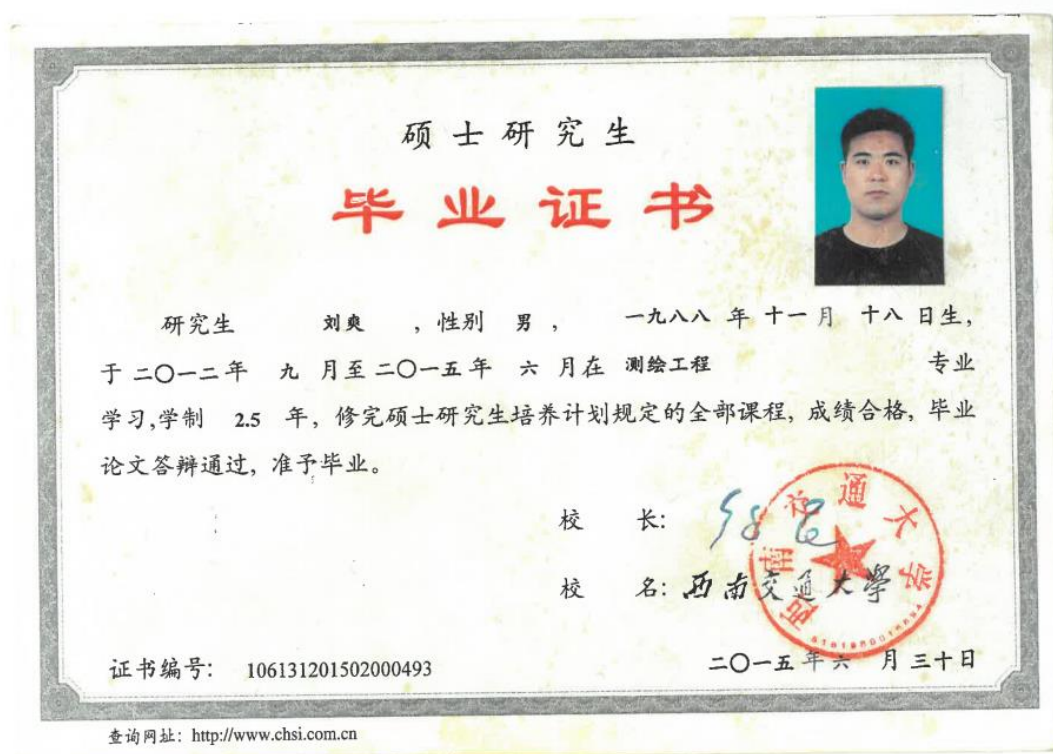 硕士研究生
毕业证书
研究生 刘爽 ，性别 男 ， 一九八八 年 十一 月 十八 日生，
于 二〇一二 年 九 月至 二〇一五 年 六 月在 测绘工程 专业
学习,学制 2.5 年，修完硕士研究生培养计划规定的全部课程，成绩合格，毕业
论文答辩通过，准予毕业。
校 长：
校 名：西南交通大學
西南交通大学
证书编号： 106131201502000493
二〇一五 年 六 月 三十 日
查询网址：http://www.chsi.com.cn